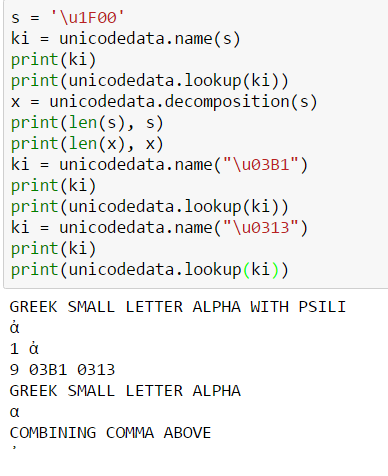 s = '\u1F00'
ki = unicodedata.name(s)
print(ki)
print(unicodedata.lookup(ki))
x = unicodedata.decomposition(s)
print(len(s), s)
print(len(x), x)
ki = unicodedata.name("\u03B1")
print(ki)
print(unicodedata.lookup(ki))
ki = unicodedata.name("\u0313")
print(ki)
print(unicodedata.lookup(ki))
GREEK SMALL LETTER ALPHA WITH PSILI
ἀ
1 ἀ
9 03B1 0313
GREEK SMALL LETTER ALPHA
α
COMBINING COMMA ABOVE